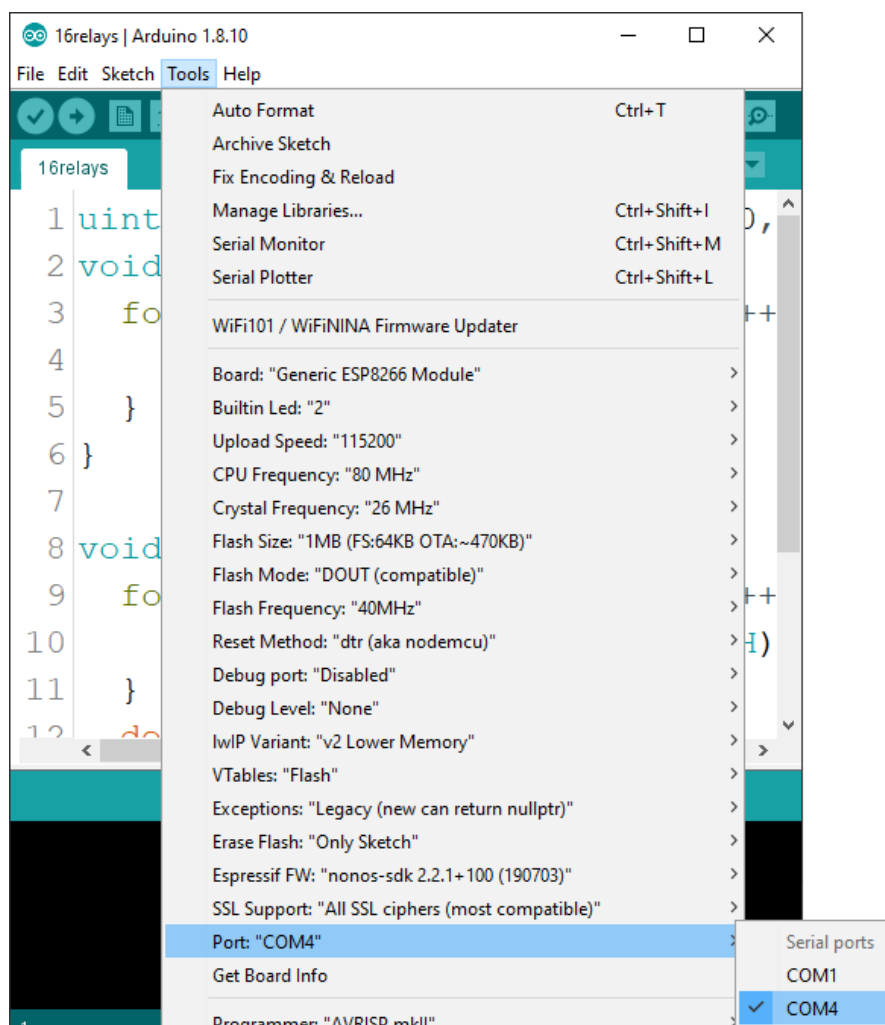 16relays | Arduino 1.8.10
File Edit Sketch Tools Help
16relays
Auto Format Ctrl+T
Archive Sketch
Fix Encoding & Reload
Manage Libraries... Ctrl+Shift+I
Serial Monitor Ctrl+Shift+M
Serial Plotter Ctrl+Shift+L
WiFi101 / WiFiNINA Firmware Updater
Board: "Generic ESP8266 Module"
Builtin Led: "2"
Upload Speed: "115200"
CPU Frequency: "80 MHz"
Crystal Frequency: "26 MHz"
Flash Size: "1MB (FS:64KB OTA:~470KB)"
Flash Mode: "DOUT (compatible)"
Flash Frequency: "40MHz"
Reset Method: "dtr (aka nodemcu)"
Debug port: "Disabled"
Debug Level: "None"
lwIP Variant: "v2 Lower Memory"
VTables: "Flash"
Exceptions: "Legacy (new can return nullptr)"
Erase Flash: "Only Sketch"
Espressif FW: "nonos-sdk 2.2.1+100 (190703)"
SSL Support: "All SSL ciphers (most compatible)"
Port: "COM4"
Get Board Info
Programmer: "AVRISP mkII"
Serial ports
COM1
COM4
1 uint ),
2 void
3 fo ++
4
5 }
6 }
7
8 void
9 fo ++
10 H)
11 }
12 de